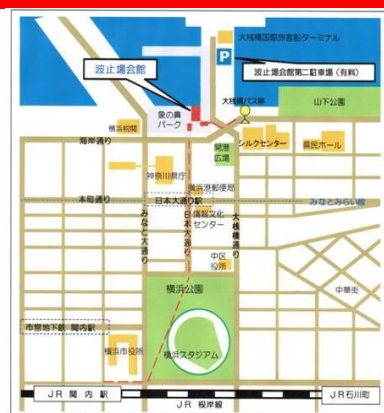 大桟橋国際旅客船ターミナル
P
波止場会館
波止場会館第二駐車場（有料）
大桟橋バス停
山下公園
象の鼻
パーク
横浜税関
海岸通り
開港
広場
シルクセンター
県民ホール
神奈川県庁
横浜港郵便局
本町通り
日本大通り駅
みなとみらい線
情報文化
センター
みなと大通り
日本大通り
大桟橋通り
中区
役所
横浜公園
中華街
市営地下鉄 関内駅
横浜市役所
横浜スタジアム
ＪＲ 関 内 駅
ＪＲ石川町
ＪＲ 根岸線